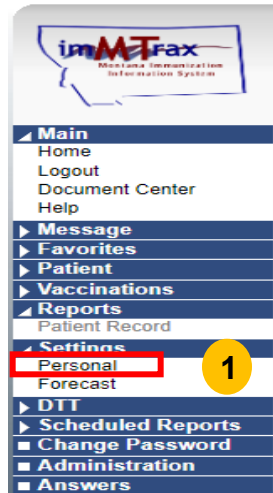 imMTrax
Montana Immunization
Information System
Main
Home
Logout
Document Center
Help
Message
Favorites
Patient
Vaccinations
Reports
Patient Record
Settings
Personal
1
Forecast
DTT
Scheduled Reports
Change Password
Administration
Answers